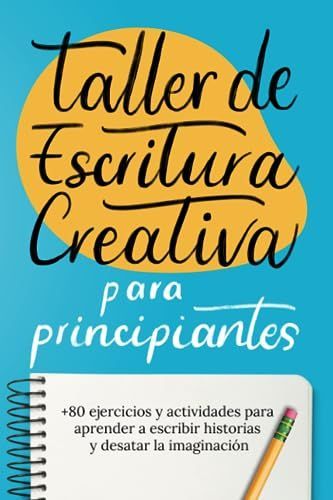 Taller de
Escritura
Creativa
para
principiantes
+80 ejercicios y actividades para
aprender a escribir historias
y desatar la imaginación